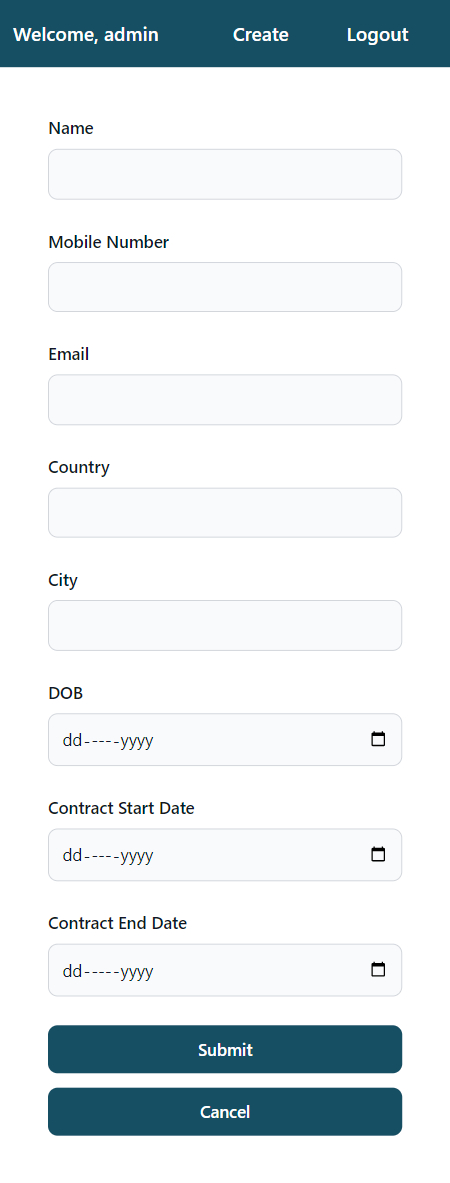 Welcome, admin Create Logout
Name
Mobile Number
Email
Country
City
DOB
dd-----yyyy
Contract Start Date
dd-----yyyy
Contract End Date
dd-----yyyy
Submit
Cancel